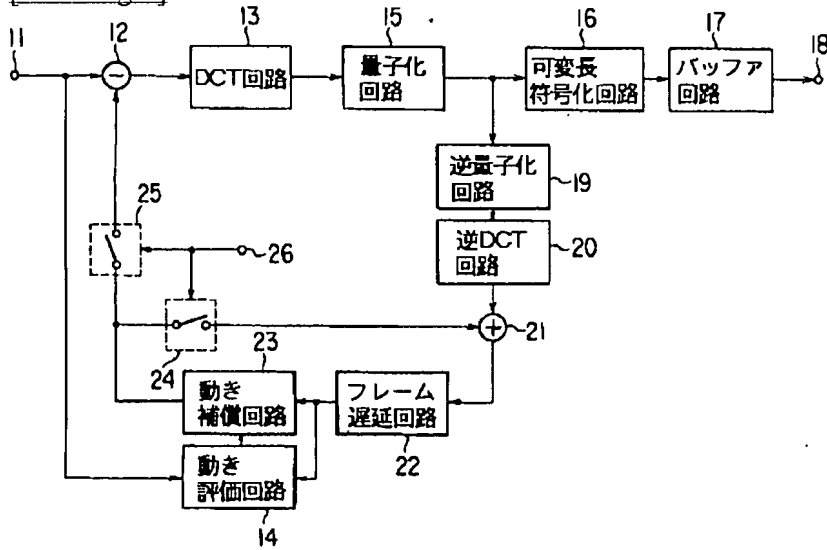 11
12
13
15
16
17
18
DCT回路
量子化
回路
可変長
符号化回路
バッファ
回路
逆量子化
回路
19
逆DCT
回路
20
25
26
21
24
23
動き
補償回路
フレーム
遅延回路
22
動き
評価回路
14